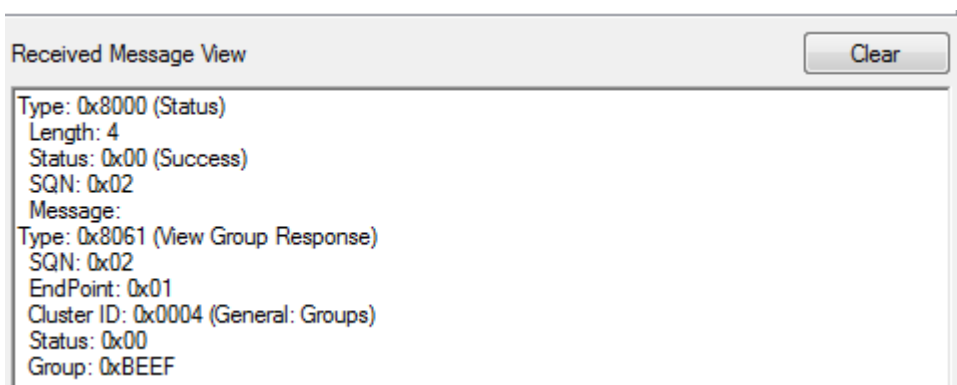 Received Message View
Clear
Type: 0x8000 (Status)
Length: 4
Status: 0x00 (Success)
SQN: 0x02
Message:
Type: 0x8061 (View Group Response)
SQN: 0x02
EndPoint: 0x01
Cluster ID: 0x0004 (General: Groups)
Status: 0x00
Group: 0xBEEF